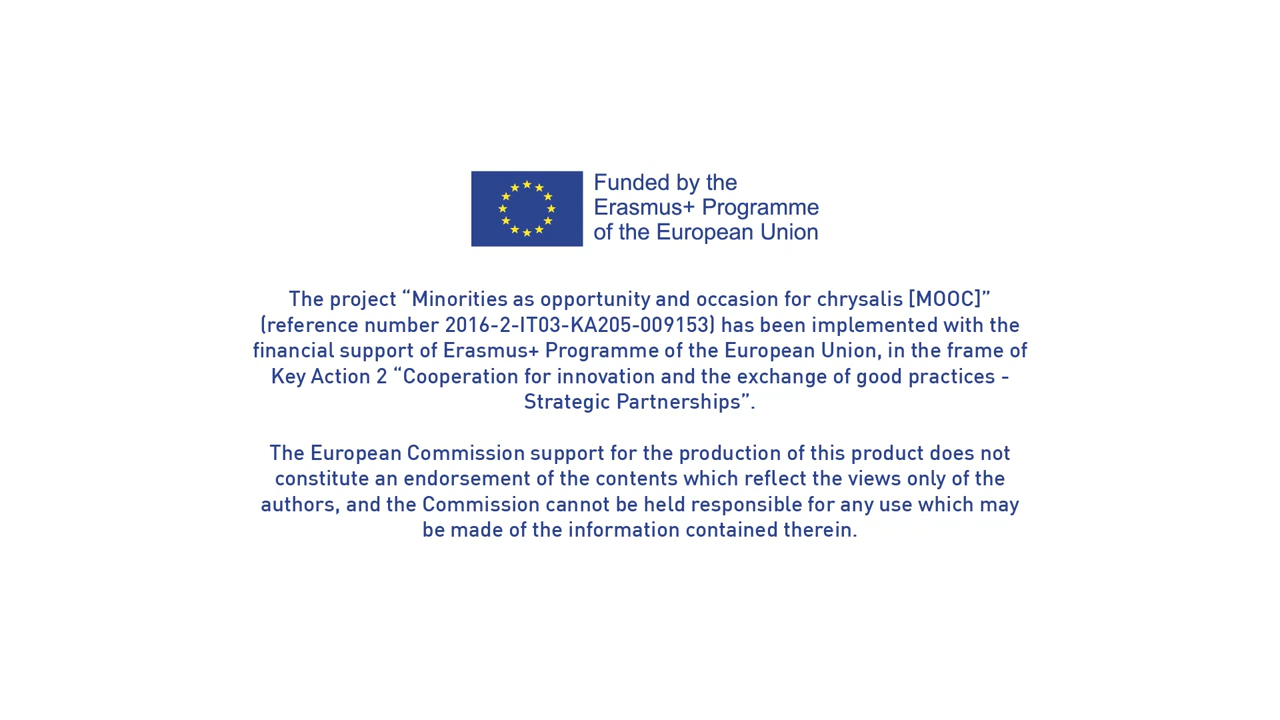 Funded by the
Erasmus+ Programme
of the European Union
The project “Minorities as opportunity and occasion for chrysalis [MOOC]”
(reference number 2016-2-IT03-KA205-009153) has been implemented with the
financial support of Erasmus+ Programme of the European Union, in the frame of
Key Action 2 “Cooperation for innovation and the exchange of good practices -
Strategic Partnerships”.
The European Commission support for the production of this product does not
constitute an endorsement of the contents which reflect the views only of the
authors, and the Commission cannot be held responsible for any use which may
be made of the information contained therein.